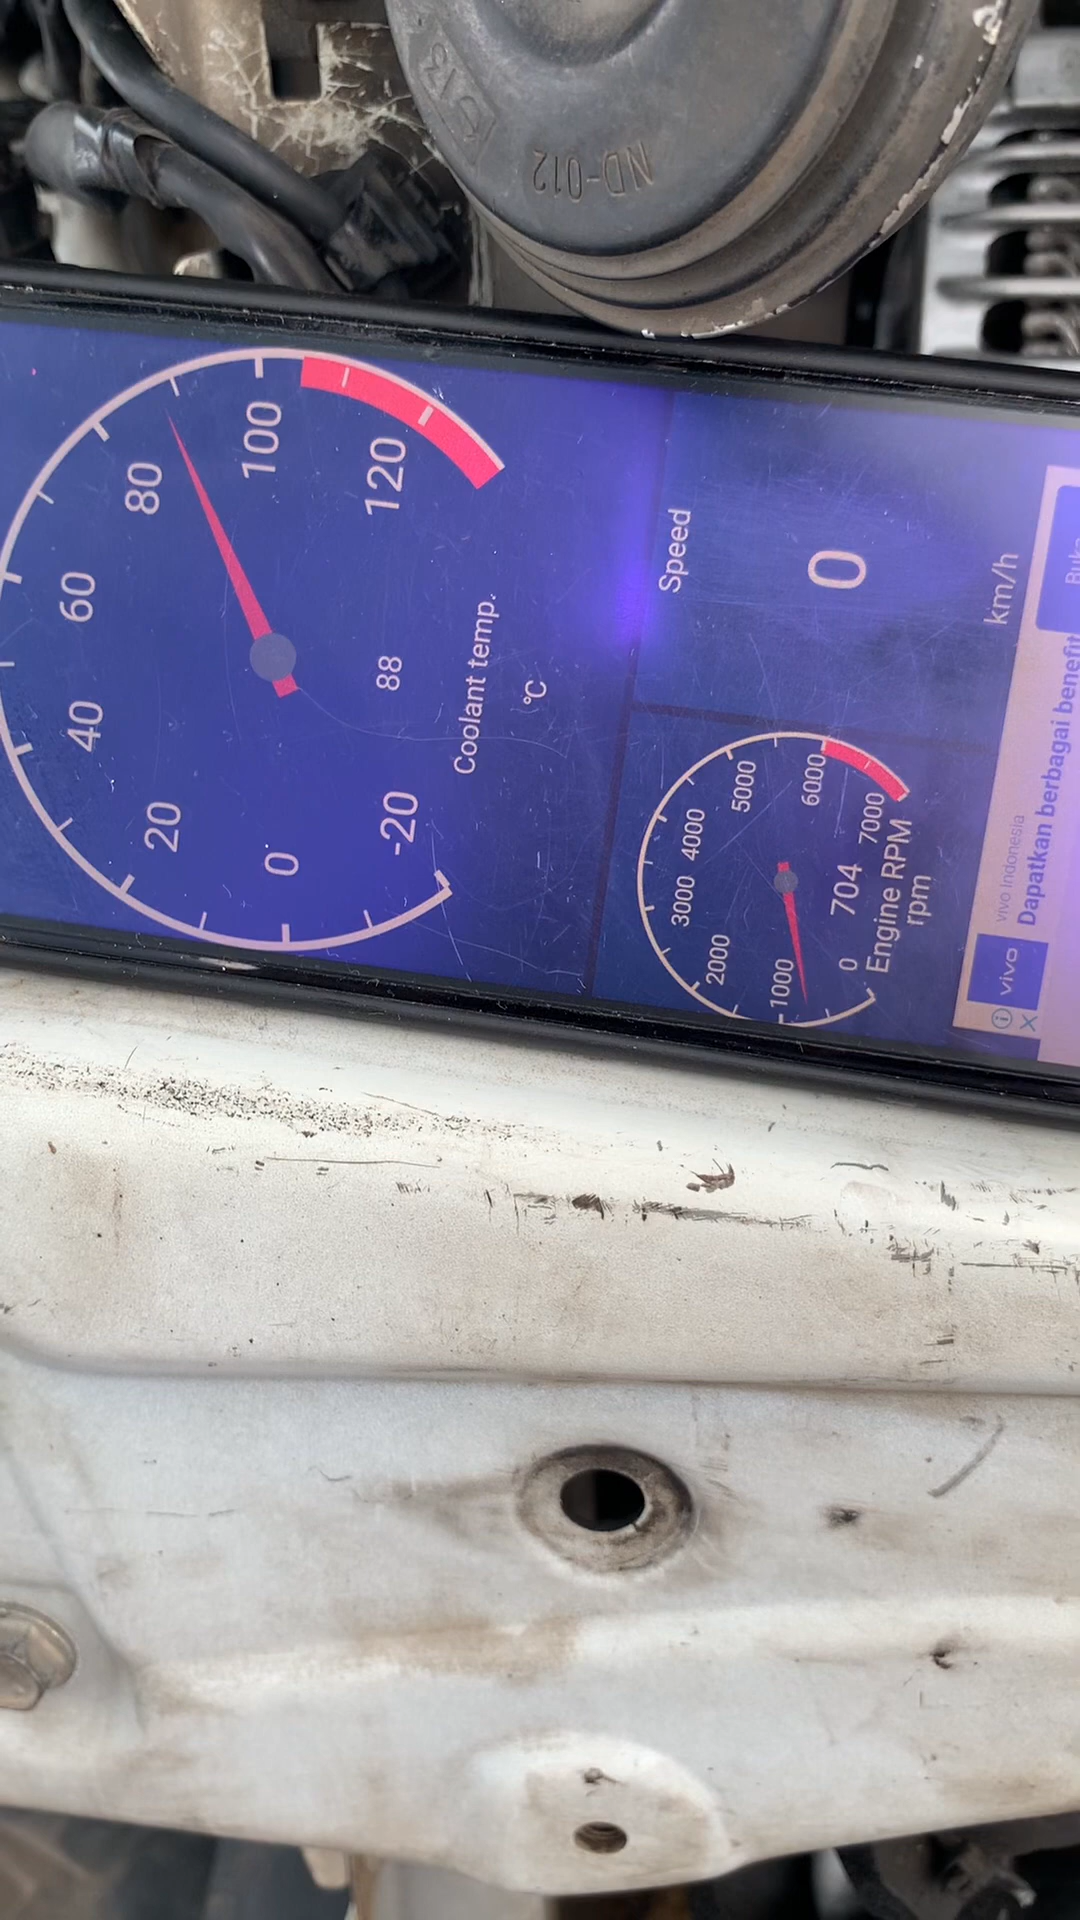 ND-012
-20
0
20
40
60
80
100
120
88
Coolant temp.
°C
0
1000
2000
3000
4000
5000
6000
7000
704
Engine RPM
rpm
Speed
0
km/h
vivo
vivo Indonesia
Dapatkan berbagai benefit